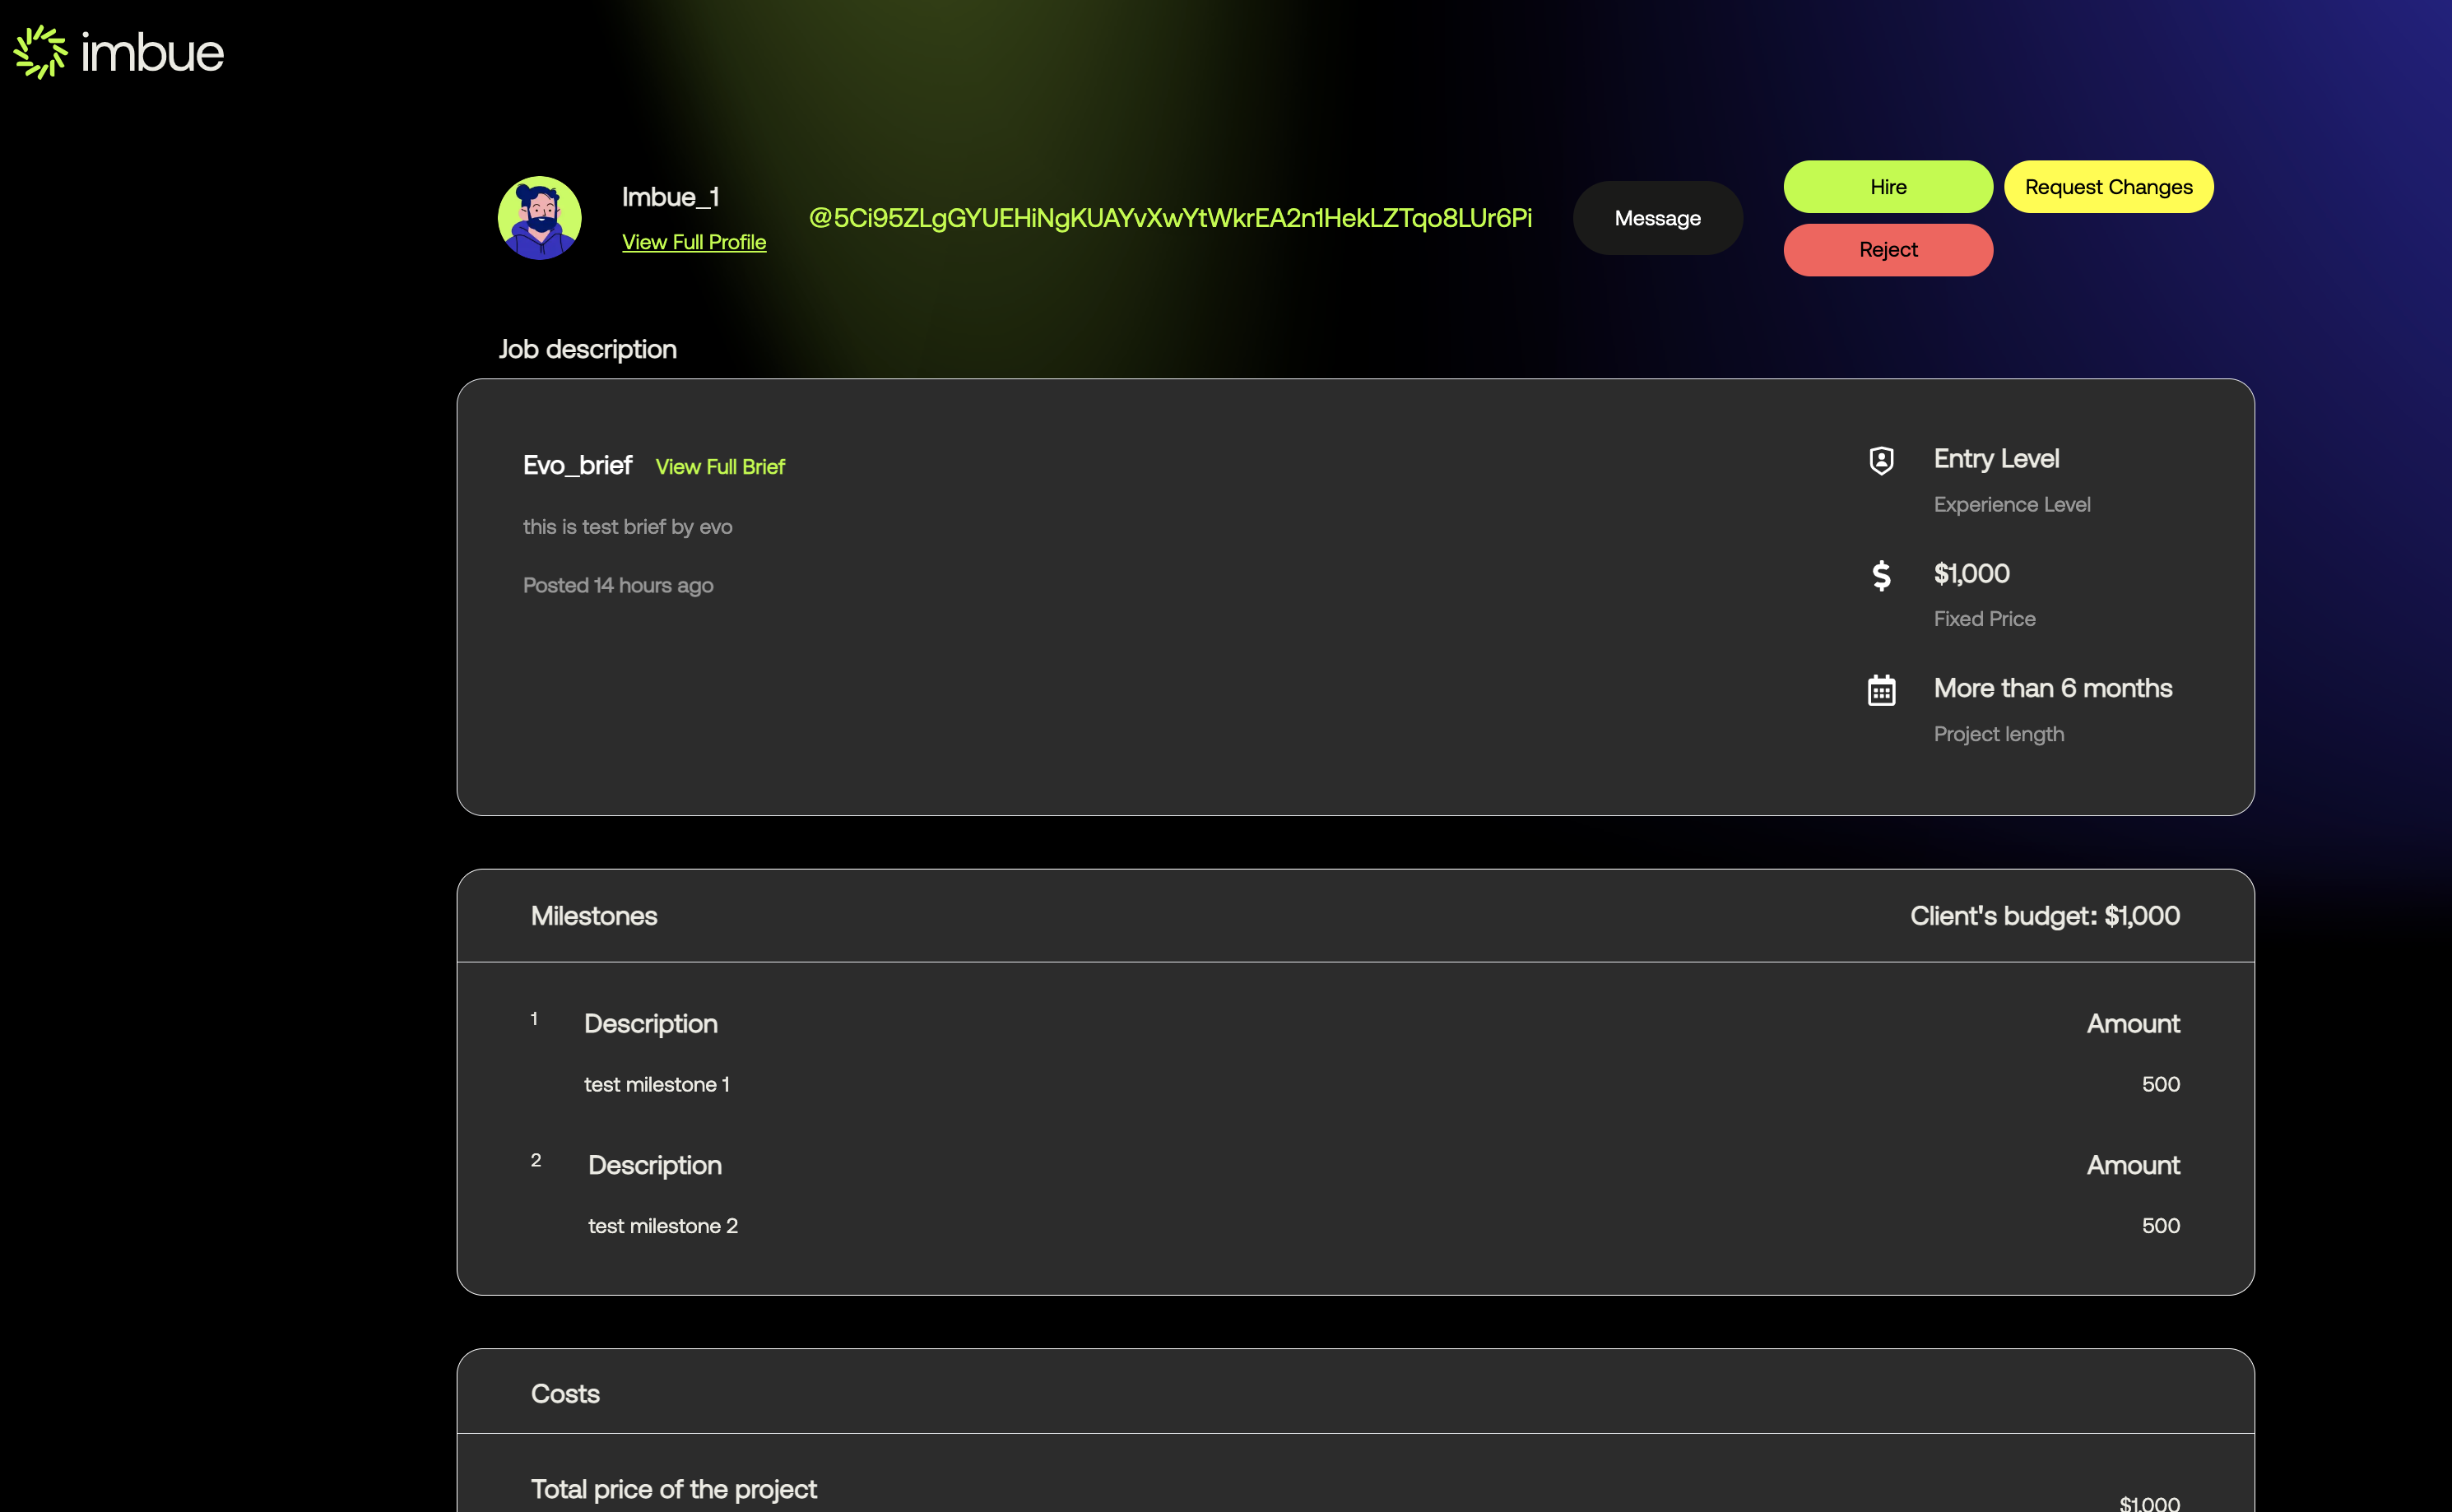 imbue
Imbue_1
View Full Profile
@5Ci95ZLgGYUEHiNgKUAYvXwYtWkrEA2n1HekLZTqo8LUr6Pi
Message
Hire
Request Changes
Reject
Job description
Evo_brief View Full Brief
this is test brief by evo
Posted 14 hours ago
Entry Level
Experience Level
$1,000
Fixed Price
More than 6 months
Project length
Milestones Client's budget: $1,000
1 Description Amount
test milestone 1 500
2 Description Amount
test milestone 2 500
Costs
Total price of the project
$1,000